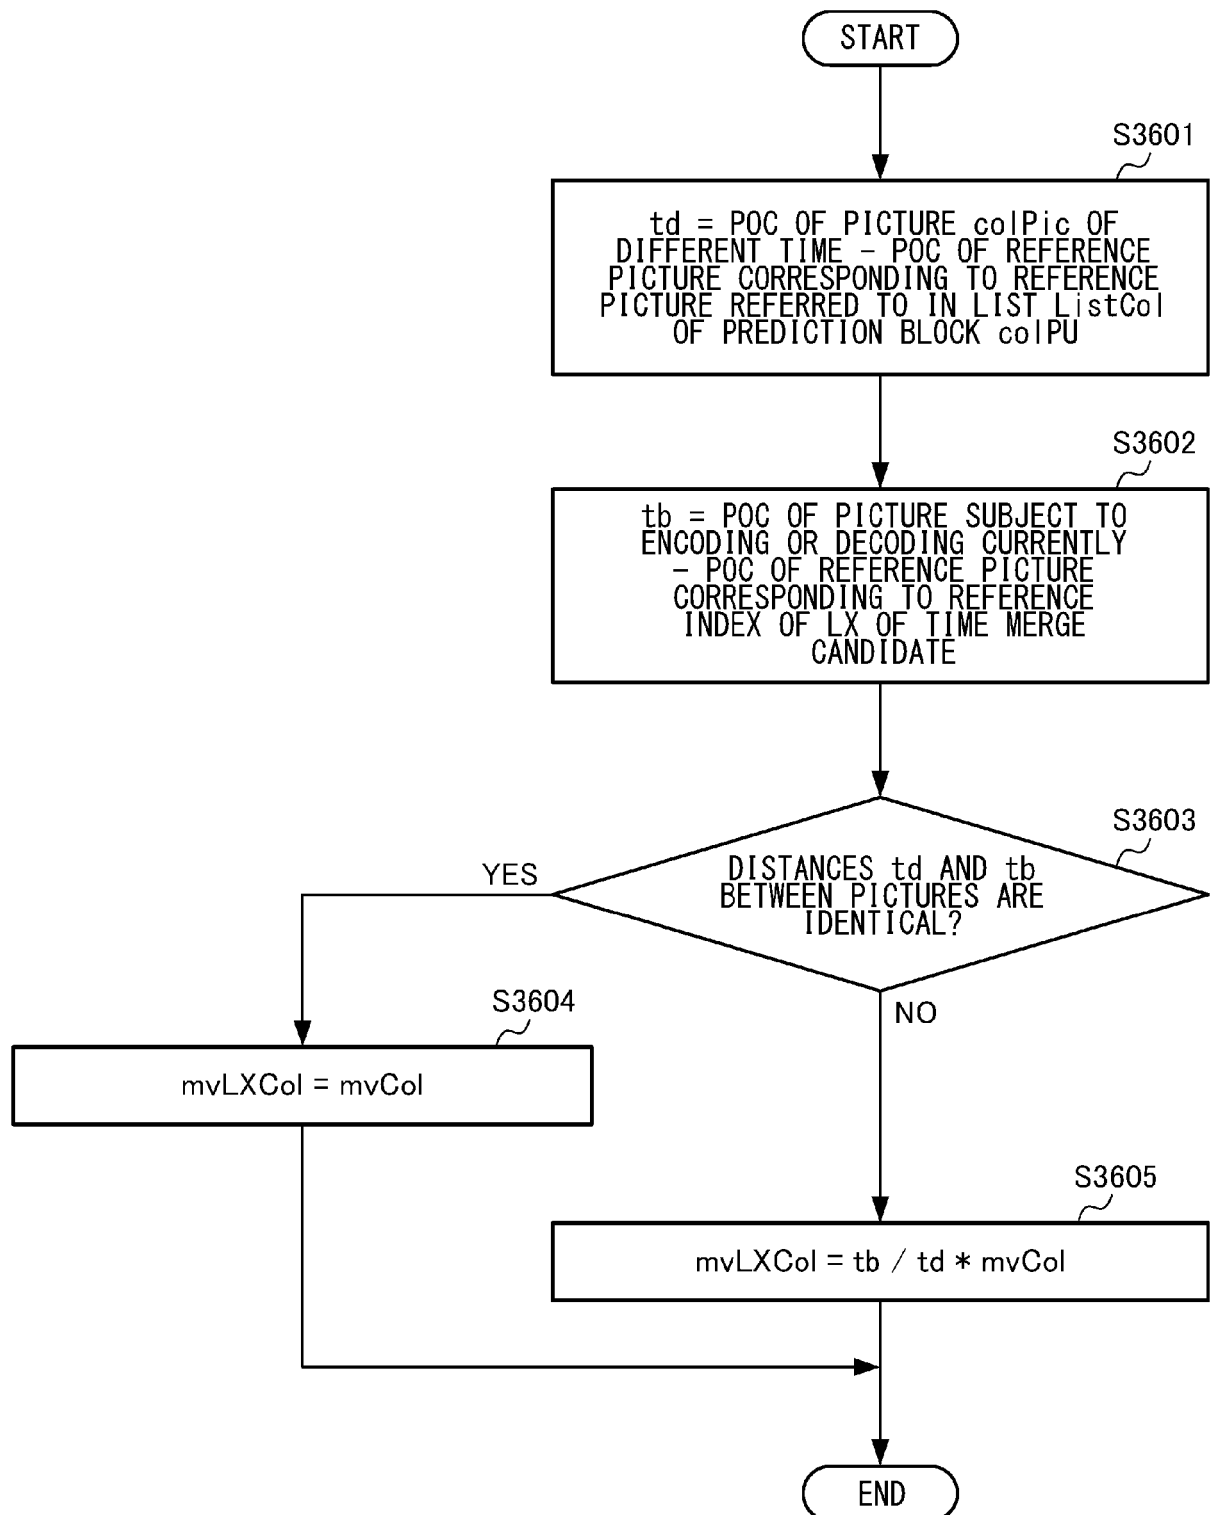 START
S3601
td = POC OF PICTURE colPic OF
DIFFERENT TIME - POC OF REFERENCE
PICTURE CORRESPONDING TO REFERENCE
PICTURE REFERRED TO IN LIST ListCol
OF PREDICTION BLOCK colPU
S3602
tb = POC OF PICTURE SUBJECT TO
ENCODING OR DECODING CURRENTLY
- POC OF REFERENCE PICTURE
CORRESPONDING TO REFERENCE
INDEX OF LX OF TIME MERGE
CANDIDATE
S3603
DISTANCES td AND tb
BETWEEN PICTURES ARE
IDENTICAL?
YES
NO
S3604
mvLXCol = mvCol
S3605
mvLXCol = tb / td * mvCol
END